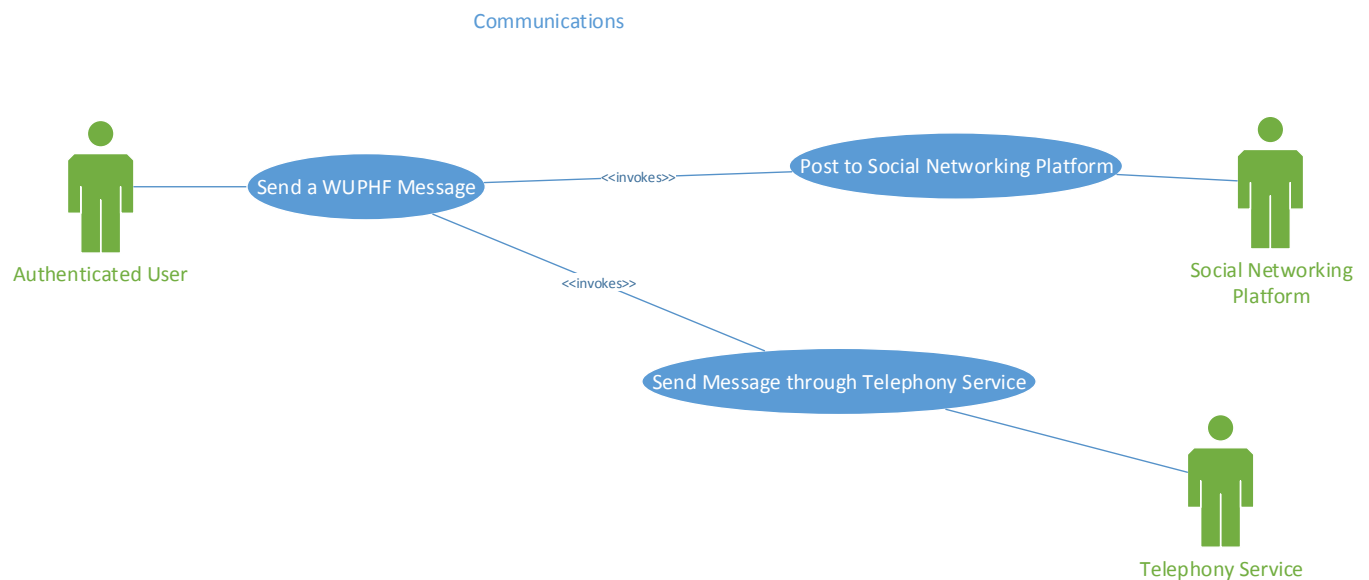 Communications
Send a WUPHF Message
<<invokes>>
Post to Social Networking Platform
Authenticated User
Social Networking
Platform
<<invokes>>
Send Message through Telephony Service
Telephony Service